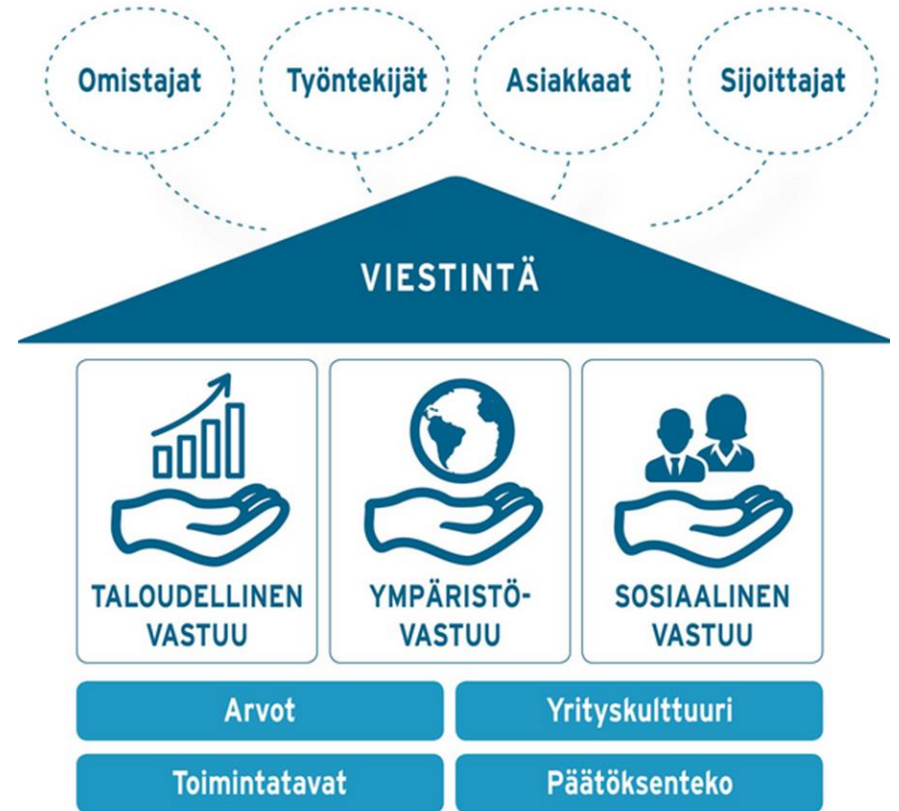 Omistajat
Työntekijät
Asiakkaat
Sijoittajat
VIESTINTÄ
TALOUDELLINEN
VASTUU
YMPÄRISTÖ-
VASTUU
SOSIAALINEN
VASTUU
Arvot
Yrityskulttuuri
Toimintatavat
Päätöksenteko